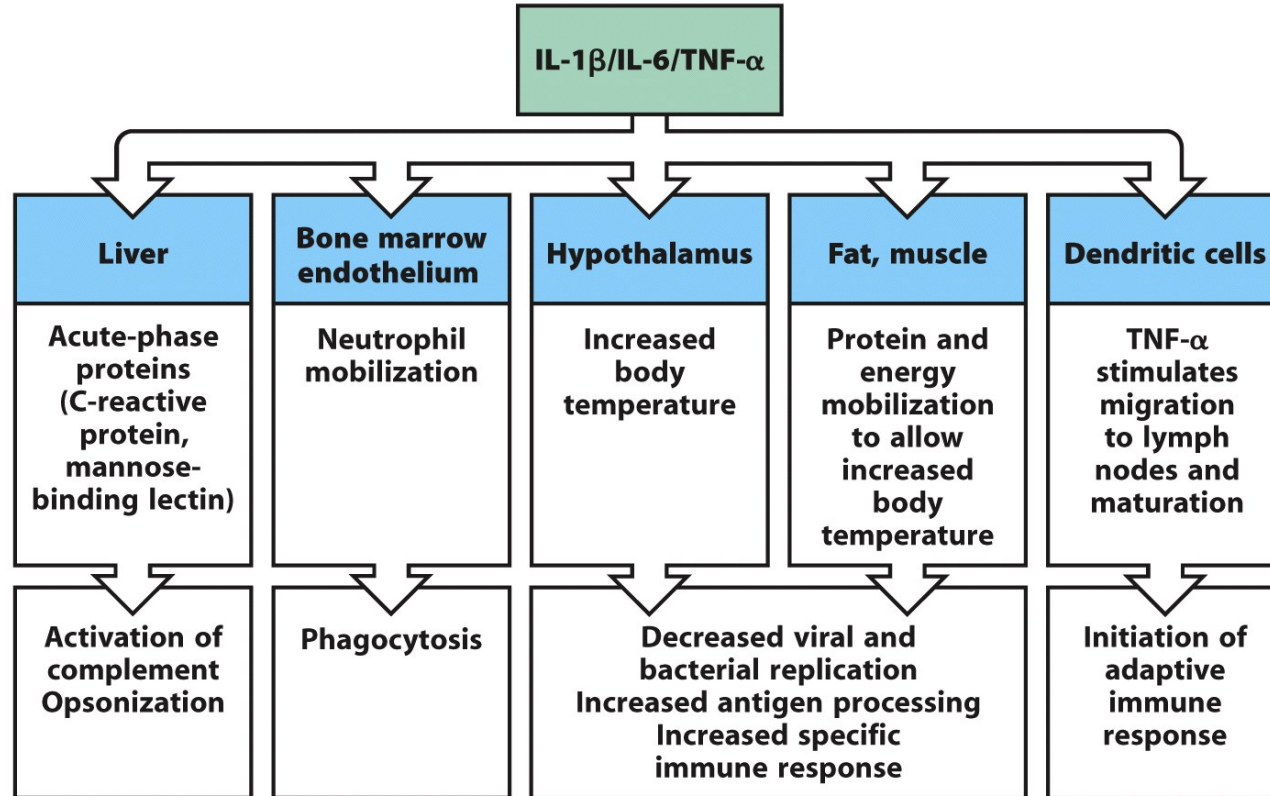 IL-1β/IL-6/TNF-α
Liver
Bone marrow
endothelium
Hypothalamus
Fat, muscle
Dendritic cells
Acute-phase
proteins
(C-reactive
protein,
mannose-
binding lectin)
Neutrophil
mobilization
Increased
body
temperature
Protein and
energy
mobilization
to allow
increased
body
temperature
TNF-α
stimulates
migration
to lymph
nodes and
maturation
Activation of
complement
Opsonization
Phagocytosis
Decreased viral and
bacterial replication
Increased antigen processing
Increased specific
immune response
Initiation of
adaptive
immune
response